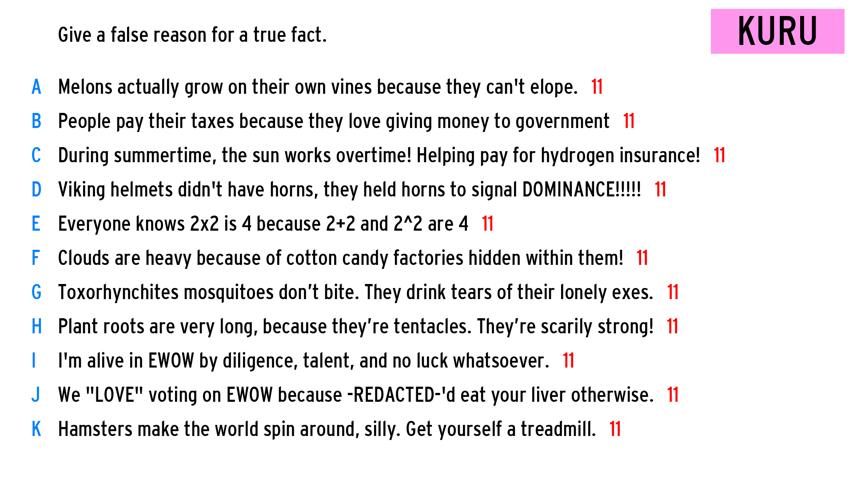 Give a false reason for a true fact.
KURU
A Melons actually grow on their own vines because they can't elope. 11
B People pay their taxes because they love giving money to government 11
C During summertime, the sun works overtime! Helping pay for hydrogen insurance! 11
D Viking helmets didn't have horns, they held horns to signal DOMINANCE!!!!! 11
E Everyone knows 2x2 is 4 because 2+2 and 2^2 are 4 11
F Clouds are heavy because of cotton candy factories hidden within them! 11
G Toxorhynchites mosquitoes don’t bite. They drink tears of their lonely exes. 11
H Plant roots are very long, because they’re tentacles. They’re scarily strong! 11
I I'm alive in EWOW by diligence, talent, and no luck whatsoever. 11
J We "LOVE" voting on EWOW because -REDACTED-'d eat your liver otherwise. 11
K Hamsters make the world spin around, silly. Get yourself a treadmill. 11